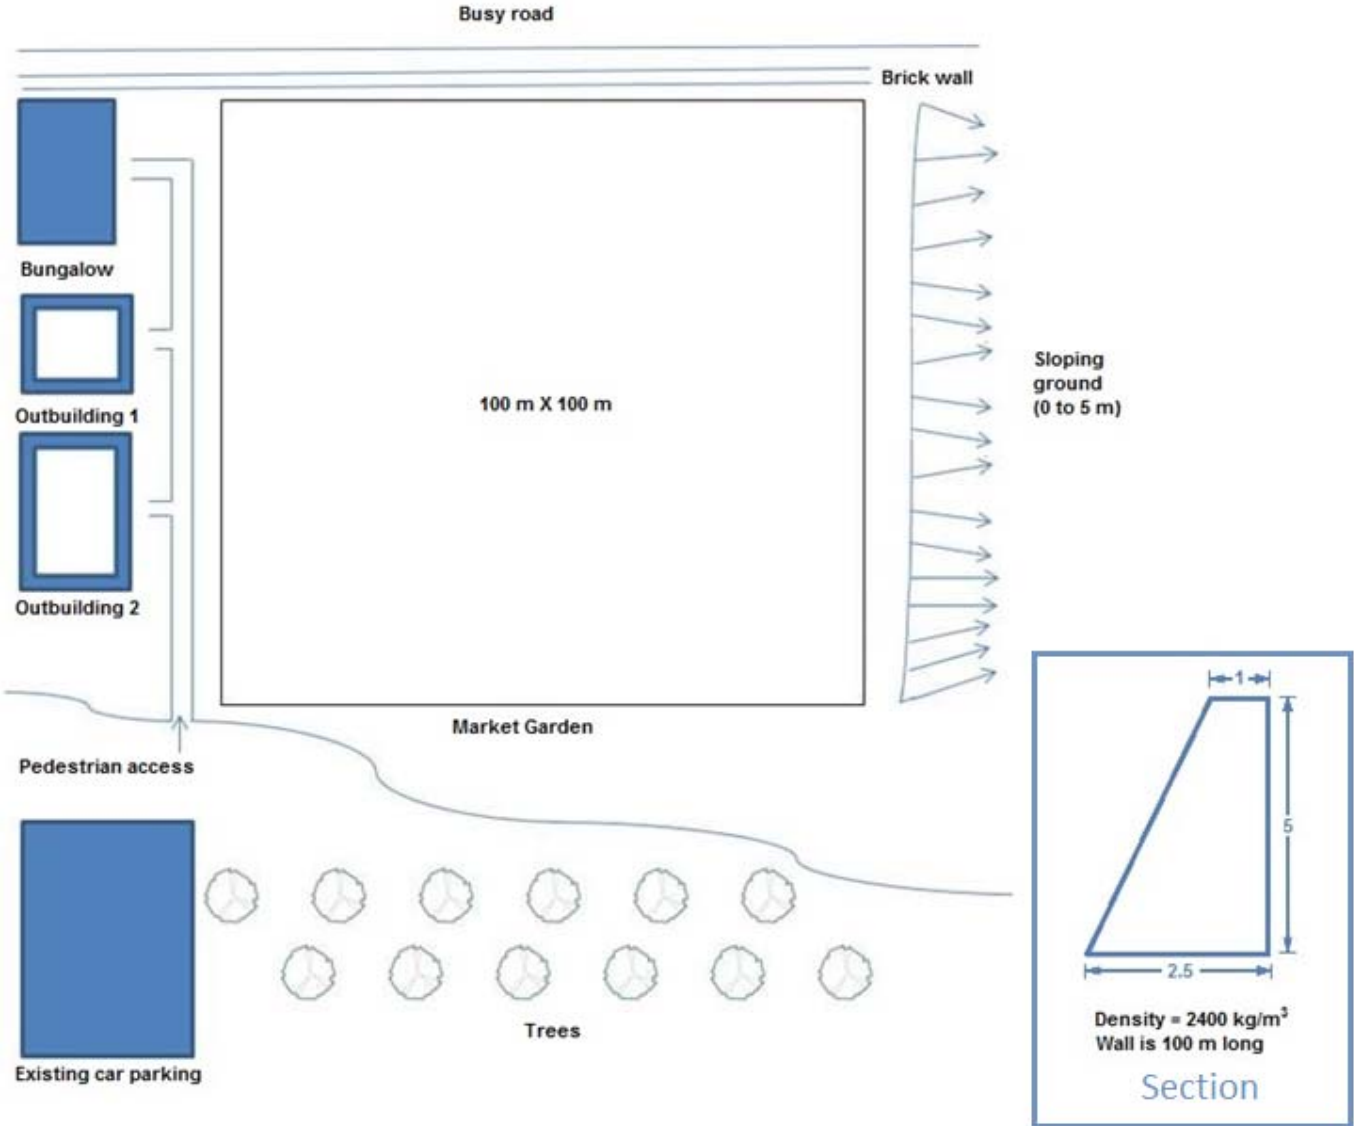 Busy road
Brick wall
Bungalow
Outbuilding 1
Outbuilding 2
100 m X 100 m
Sloping
ground
(0 to 5 m)
Market Garden
Pedestrian access
Trees
Existing car parking
1
5
2.5
Density = 2400 kg/m³
Wall is 100 m long
Section